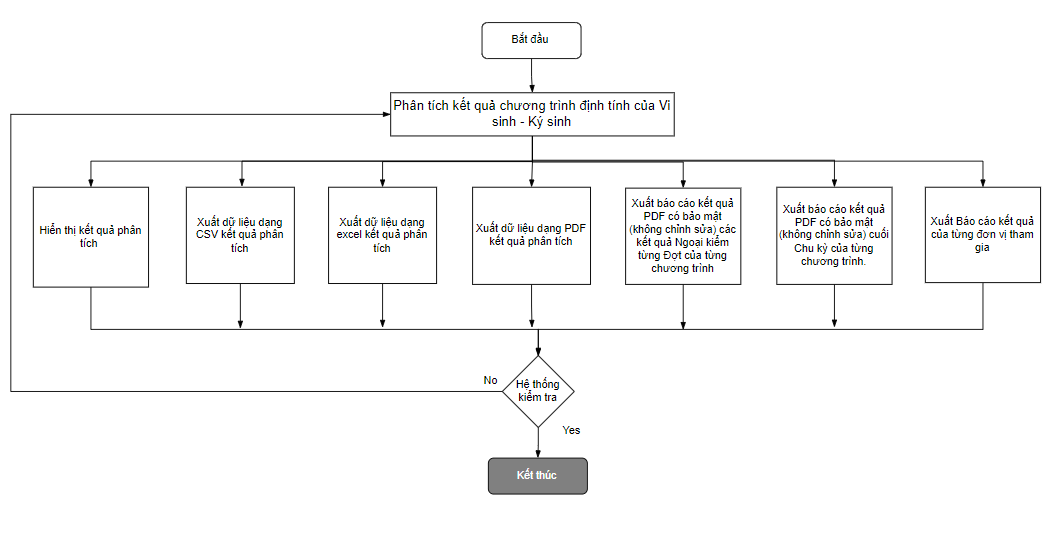 Bắt đầu
Phân tích kết quả chương trình định tính của Vi
sinh - Ký sinh
Hiển thị kết quả phân
tích
Xuất dữ liệu dạng
CSV kết quả phân
tích
Xuất dữ liệu dạng
excel kết quả phân
tích
Xuất dữ liệu dạng PDF
kết quả phân tích
Xuất báo cáo kết quả
PDF có bảo mật
(không chỉnh sửa) các
kết quả Ngoại kiểm
từng Đợt của từng
chương trình
Xuất báo cáo kết quả
PDF có bảo mật
(không chỉnh sửa) cuối
Chu kỳ của từng
chương trình.
Xuất Báo cáo kết quả
của từng đơn vị tham
gia
No
Hệ thống
kiểm tra
Yes
Kết thúc